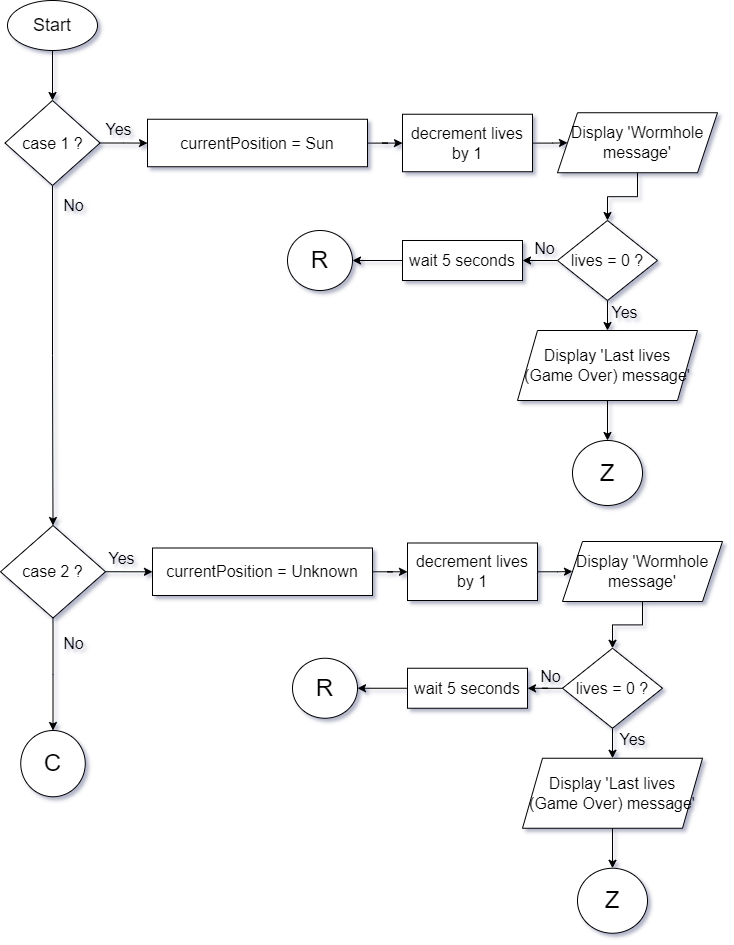 Start
case 1 ?
Yes
currentPosition = Sun
decrement lives
by 1
Display 'Wormhole
message'
No
R
wait 5 seconds
No
lives = 0 ?
Yes
Display 'Last lives
(Game Over) message'
Z
case 2 ?
Yes
currentPosition = Unknown
decrement lives
by 1
Display 'Wormhole
message'
No
R
wait 5 seconds
No
lives = 0 ?
Yes
C
Display 'Last lives
(Game Over) message'
Z